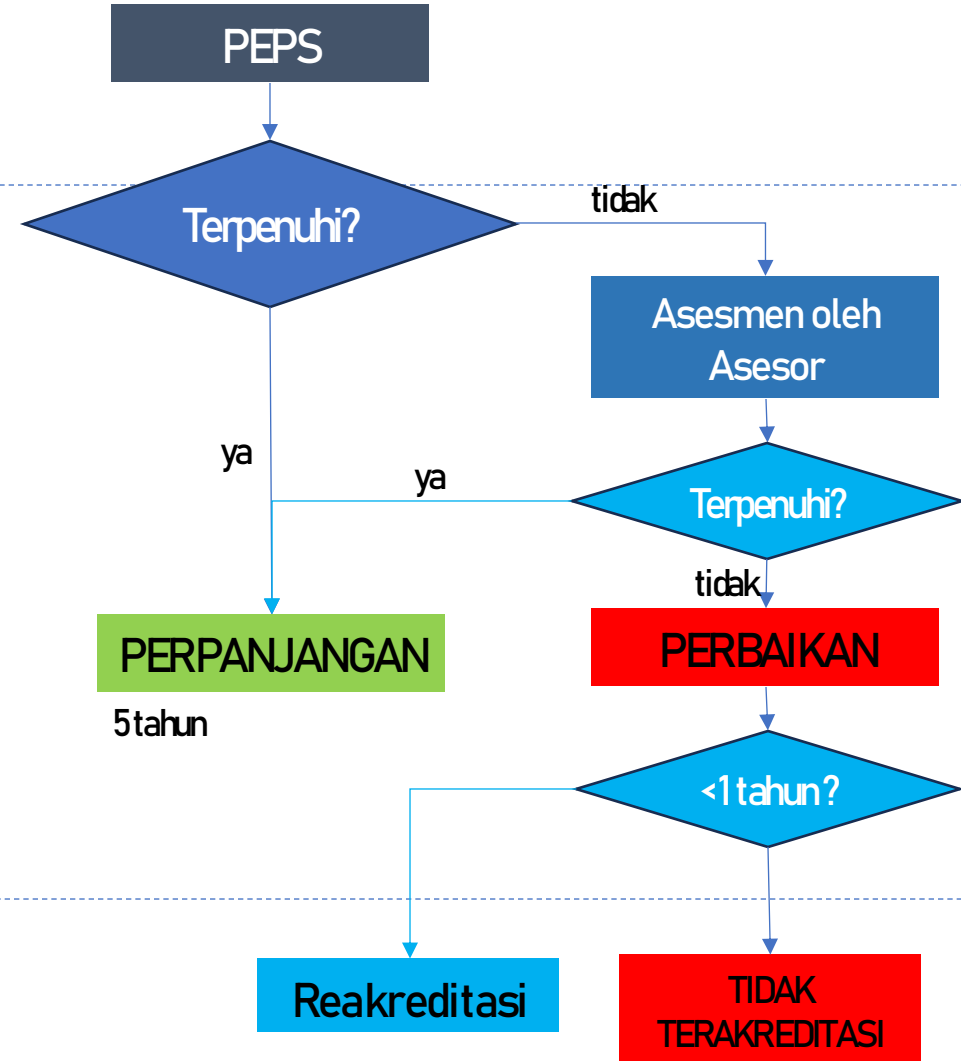 PEPS
Terpenuhi?
tidak
Asesmen oleh
Asesor
ya
ya
Terpenuhi?
tidak
PERPANJANGAN
5 tahun
PERBAIKAN
<1 tahun?
Reakreditasi
TIDAK
TERAKREDITASI